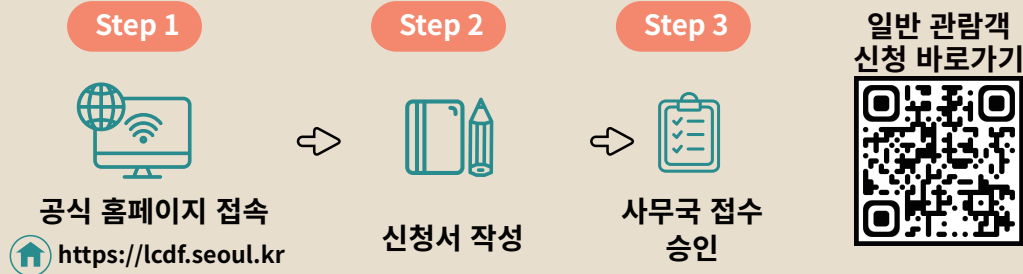 Step 1
공식 홈페이지 접속
https://lcdf.seoul.kr
Step 2
신청서 작성
Step 3
사무국 접수
승인
일반 관람객
신청 바로가기